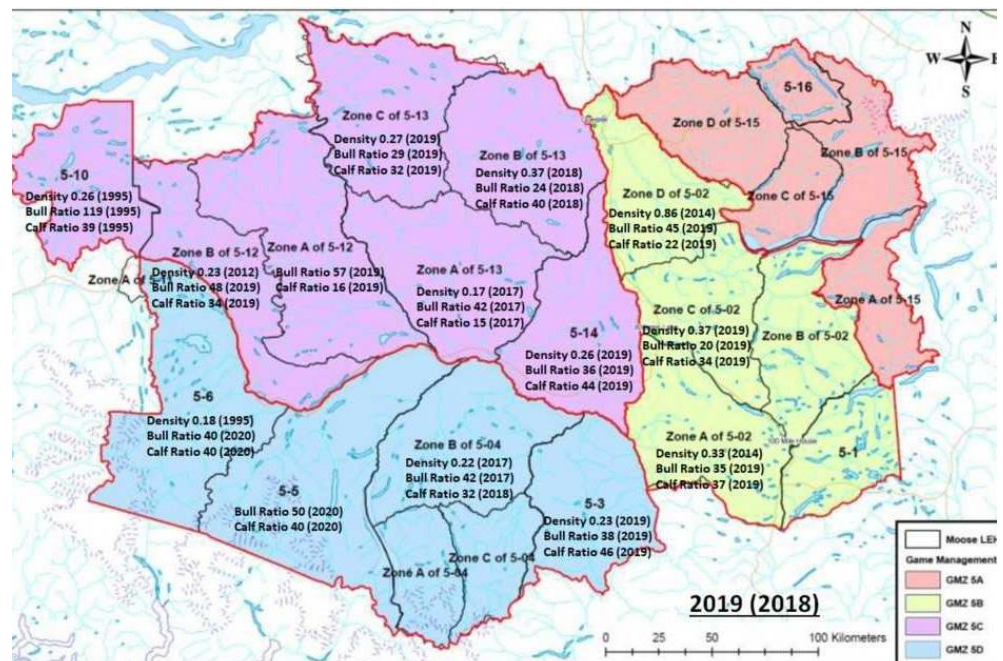 N
W
E
S
5-16
Zone C of 5-13
Density 0.27 (2019)
Bull Ratio 29 (2019)
Calf Ratio 32 (2019)
Zone D of 5-15
Zone B of 5-13
Density 0.37 (2018)
Bull Ratio 24 (2018)
Calf Ratio 40 (2018)
Zone B of 5-15
5-10
Density 0.26 (1995)
Bull Ratio 119 (1995)
Calf Ratio 39 (1995)
Zone D of 5-02
Density 0.86 (2014)
Bull Ratio 45 (2019)
Calf Ratio 22 (2019)
Zone C of 5-15
Zone B of 5-12
Density 0.23 (2012)
Bull Ratio 48 (2019)
Calf Ratio 34 (2019)
Zone A of 5-12
Bull Ratio 57 (2019)
Calf Ratio 16 (2019)
Zone A of 5-13
Density 0.17 (2017)
Bull Ratio 42 (2017)
Calf Ratio 15 (2017)
Zone A of
Zone A of 5-15
Zone C of 5-02
Density 0.37 (2019)
Bull Ratio 20 (2019)
Calf Ratio 34 (2019)
Zone B of 5-02
5-14
Density 0.26 (2019)
Bull Ratio 36 (2019)
Calf Ratio 44 (2019)
5-6
Density 0.18 (1995)
Bull Ratio 40 (2020)
Calf Ratio 40 (2020)
Zone B of 5-04
Density 0.22 (2017)
Bull Ratio 42 (2017)
Calf Ratio 32 (2018)
Zone A of 5-02
Density 0.33 (2014)
Bull Ratio 35 (2019)
Calf Ratio 37 (2019)
100 Mile House
5-1
5-5
Bull Ratio 50 (2020)
Calf Ratio 40 (2020)
5-3
Density 0.23 (2019)
Bull Ratio 38 (2019)
Calf Ratio 46 (2019)
Zone C of 5-04
Zone A of 5-04
2019 (2018)
0 25 50 100 Kilometers
Moose LEH
Game Management
GMZ 5A
GMZ 5B
GMZ 5C
GMZ 5D